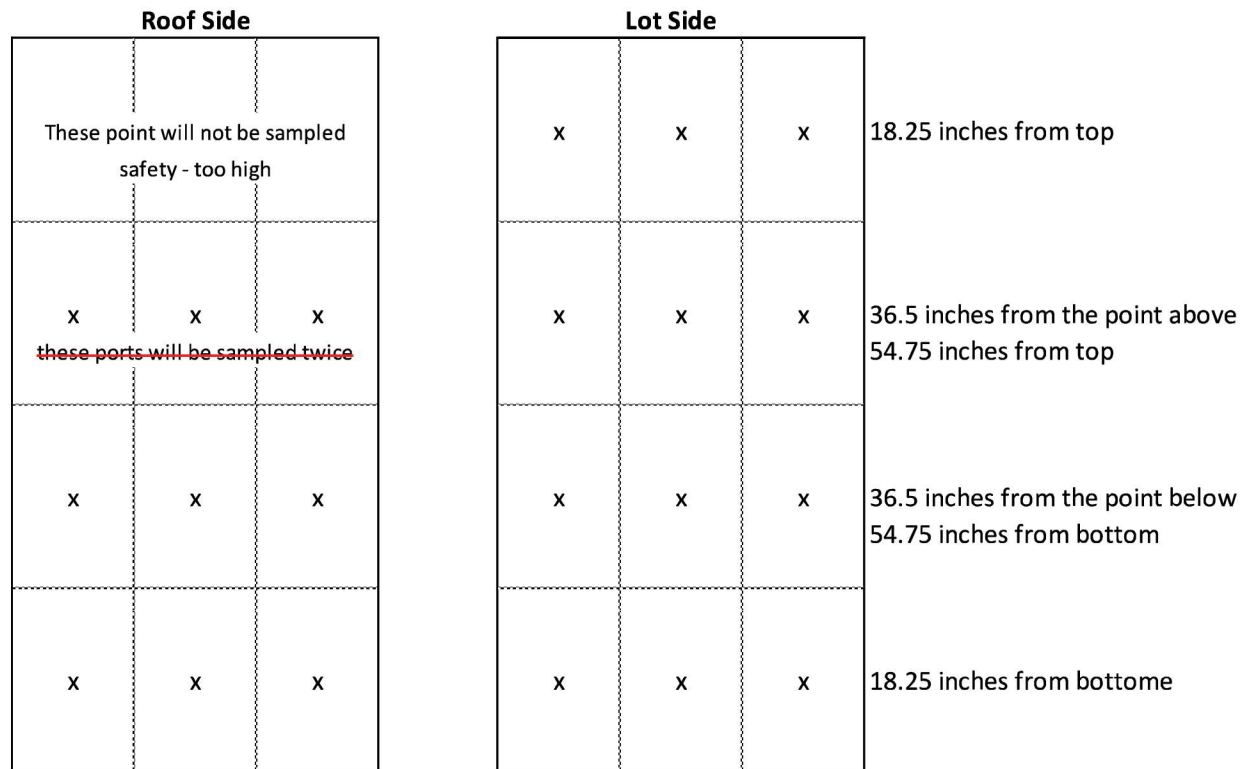 Roof Side
Lot Side
These point will not be sampled
safety - too high
x x x
18.25 inches from top
x x x
these ports will be sampled twice
x x x
36.5 inches from the point above
54.75 inches from top
x x x
x x x
36.5 inches from the point below
54.75 inches from bottom
x x x
x x x
18.25 inches from bottome